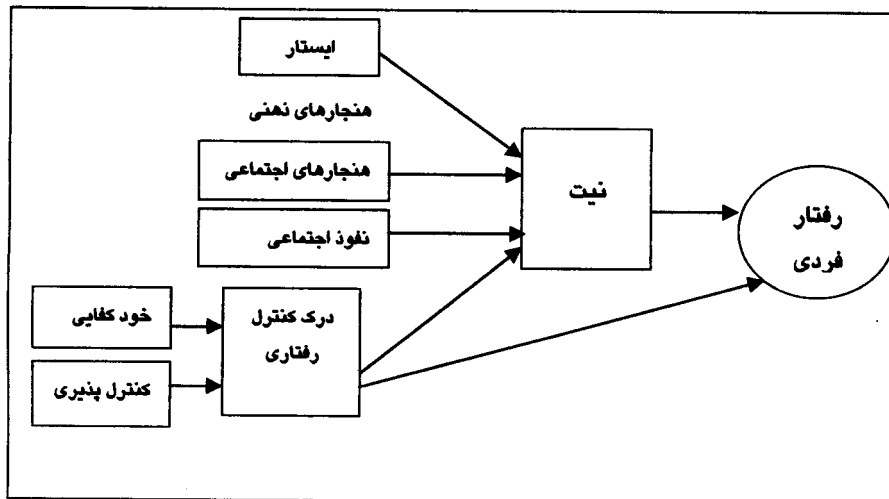 ایستار
هنجارهای ذهنی
هنجارهای اجتماعی
نفوذ اجتماعی
نیت
رفتار
فردی
خود کفایی
کنترل پذیری
درک کنترل
رفتاری